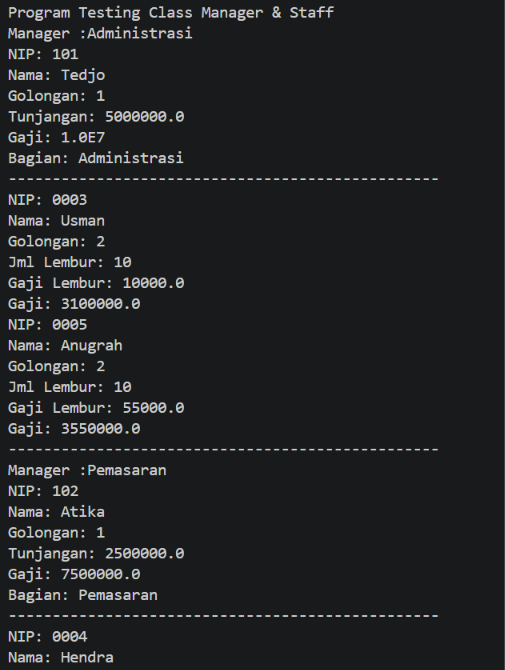 Program Testing Class Manager & Staff
Manager :Administrasi
NIP: 101
Nama: Tedjo
Golongan: 1
Tunjangan: 5000000.0
Gaji: 1.0E7
Bagian: Administrasi
------------------------------------------------
NIP: 0003
Nama: Usman
Golongan: 2
Jml Lembur: 10
Gaji Lembur: 10000.0
Gaji: 3100000.0
NIP: 0005
Nama: Anugrah
Golongan: 2
Jml Lembur: 10
Gaji Lembur: 55000.0
Gaji: 3550000.0
------------------------------------------------
Manager :Pemasaran
NIP: 102
Nama: Atika
Golongan: 1
Tunjangan: 2500000.0
Gaji: 7500000.0
Bagian: Pemasaran
------------------------------------------------
NIP: 0004
Nama: Hendra